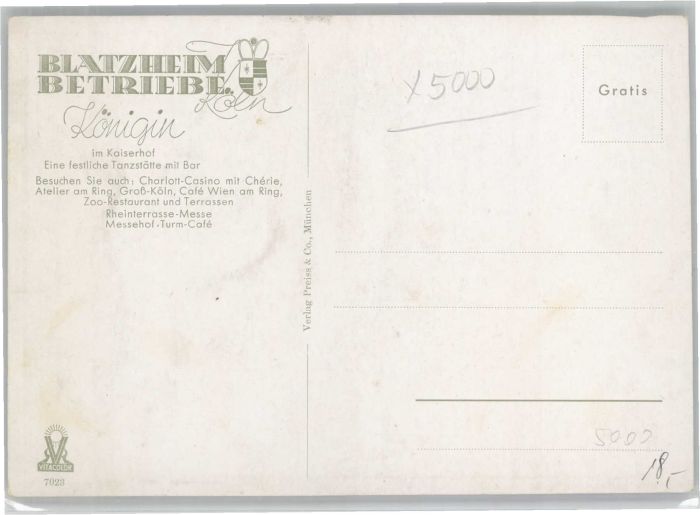 BLATZHEIM
BETRIEBE
Köln
Königin
im Kaiserhof
Eine festliche Tanzstätte mit Bar
Besuchen Sie auch: Charlott-Casino mit Chérie,
Atelier am Ring, Groß-Köln, Café Wien am Ring,
Zoo-Restaurant und Terrassen
Rheinterrasse-Messe
Messehof-Turm-Café
VITACOLOR
7023
Verlag Preiss & Co., München
X 5000
Gratis
5000
18,-